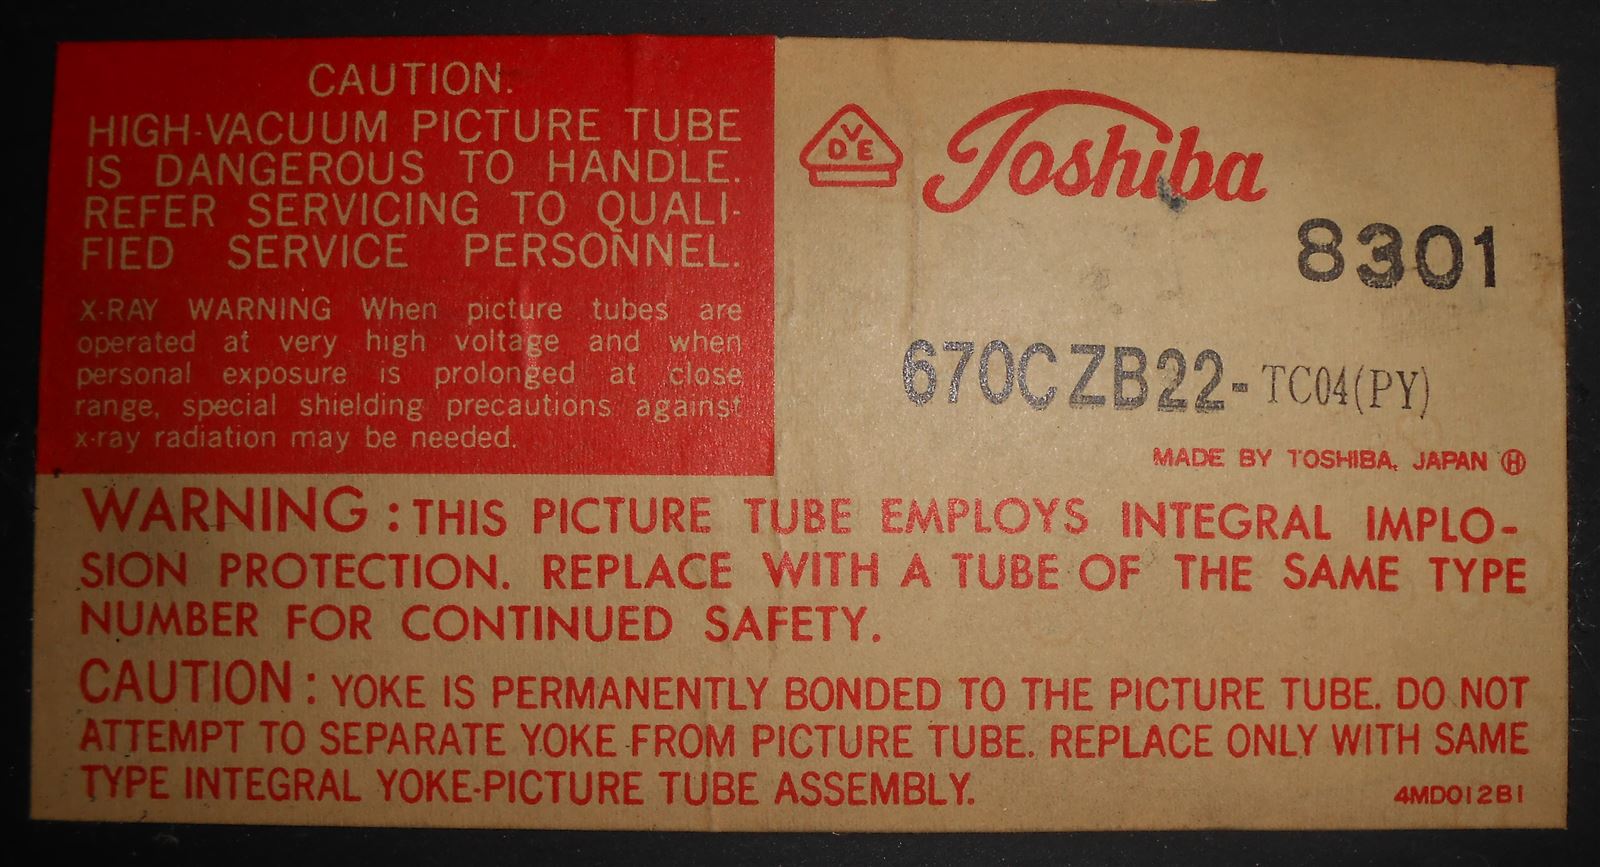 CAUTION.
HIGH-VACUUM PICTURE TUBE
IS DANGEROUS TO HANDLE.
REFER SERVICING TO QUALI-
FIED SERVICE PERSONNEL.
X-RAY WARNING When picture tubes are
operated at very high voltage and when
personal exposure is prolonged at close
range, special shielding precautions against
x-ray radiation may be needed.
VDE
Toshiba
8301
670CZB22-TC04(PY)
MADE BY TOSHIBA, JAPAN Ⓗ
WARNING : THIS PICTURE TUBE EMPLOYS INTEGRAL IMPLO-
SION PROTECTION. REPLACE WITH A TUBE OF THE SAME TYPE
NUMBER FOR CONTINUED SAFETY.
CAUTION : YOKE IS PERMANENTLY BONDED TO THE PICTURE TUBE. DO NOT
ATTEMPT TO SEPARATE YOKE FROM PICTURE TUBE. REPLACE ONLY WITH SAME
TYPE INTEGRAL YOKE-PICTURE TUBE ASSEMBLY.
4MD012B1